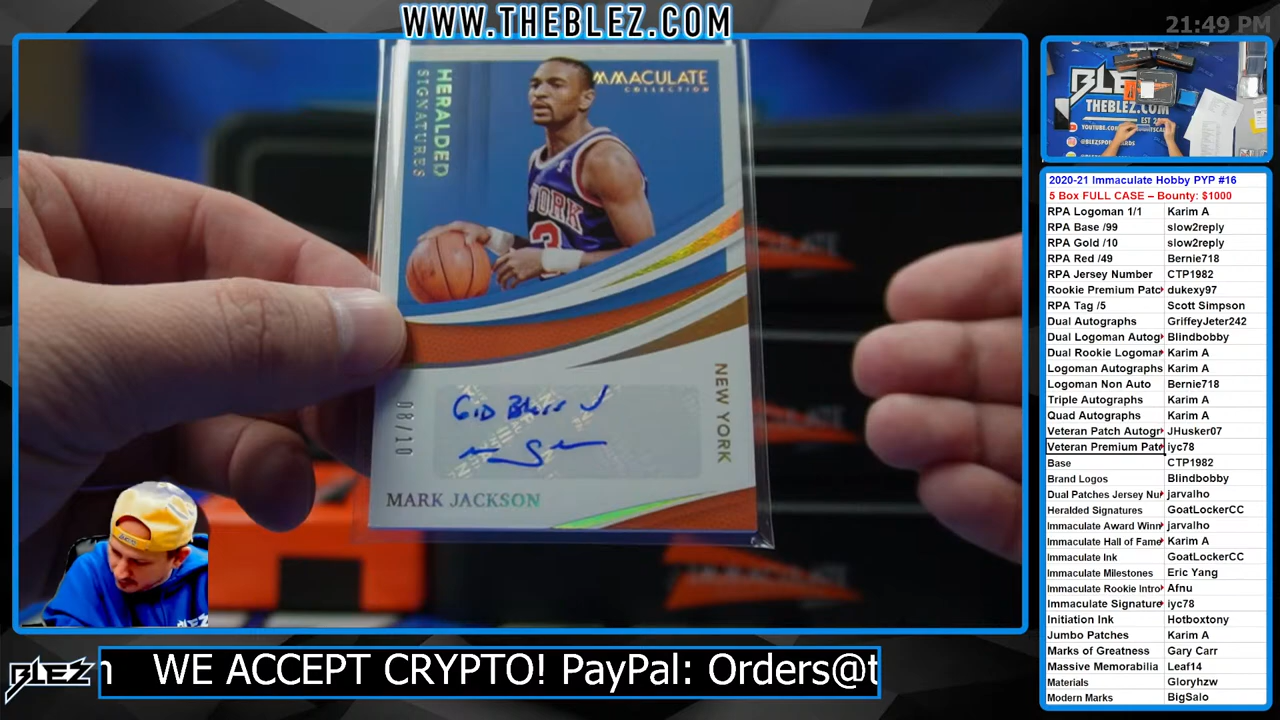 WWW.THEBLEZ.COM
21:49 PM
HERALDED
SIGNATURES
IMMACULATE
COLLECTION
YORK
3
08/10
NEW YORK
God Bless
MARK JACKSON
BLEZ
THEBLEZ.COM
2020-21 Immaculate Hobby PYP #16
5 Box FULL CASE – Bounty: $1000
RPA Logoman 1/1 Karim A
RPA Base /99 slow2reply
RPA Gold /10 slow2reply
RPA Red /49 Bernie718
RPA Jersey Number CTP1982
Rookie Premium Patc dukexy97
RPA Tag /5 Scott Simpson
Dual Autographs GriffeyJeter242
Dual Logoman Autog Blindbobby
Dual Rookie Logoma Karim A
Logoman Autographs Karim A
Logoman Non Auto Bernie718
Triple Autographs Karim A
Quad Autographs Karim A
Veteran Patch Autogr JHusker07
Veteran Premium Patc iyc78
Base CTP1982
Brand Logos Blindbobby
Dual Patches Jersey Nu jarvalho
Heralded Signatures GoatLockerCC
Immaculate Award Winn jarvalho
Immaculate Hall of Fame Karim A
Immaculate Ink GoatLockerCC
Immaculate Milestones Eric Yang
Immaculate Rookie Intro Afnu
Immaculate Signature iyc78
Initiation Ink Hotboxtony
Jumbo Patches Karim A
Marks of Greatness Gary Carr
Massive Memorabilia Leaf14
Materials Gloryhzw
Modern Marks BigSalo
BLEZ
WE ACCEPT CRYPTO! PayPal: Orders@t